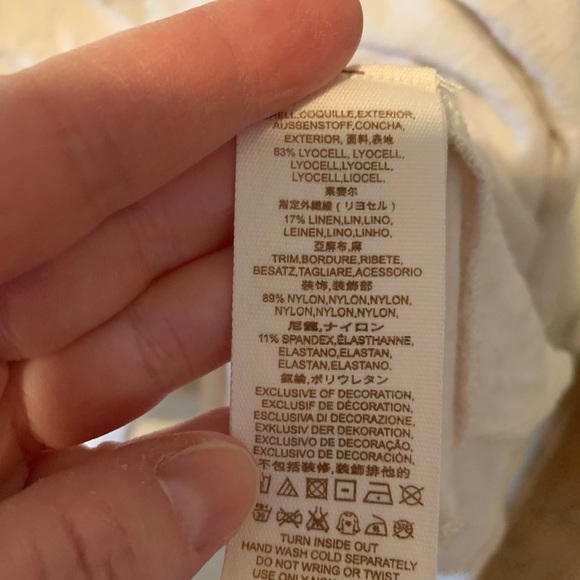 SHELL,COQUILLE,EXTERIOR,
AUSSENSTOFF,CONCHA,
EXTERIOR, 面料,表地
83% LYOCELL, LYOCELL,
LYOCELL,LYOCELL,
LYOCELL,LIOCEL.
莱赛尔
指定外繊維 (リヨセル)
17% LINEN,LIN,LINO,
LEINEN,LINO,LINHO.
亚麻布,麻
TRIM,BORDURE,RIBETE,
BESATZ,TAGLIARE,ACESSORIO
装饰,装飾部
89% NYLON,NYLON,NYLON,
NYLON,NYLON,NYLON.
尼龍,ナイロン
11% SPANDEX,ÉLASTHANNE,
ELASTANO,ELASTAN,
ELASTAN,ELASTANO.
ポリウレタン
EXCLUSIVE OF DECORATION,
EXCLUSIF DE DÉCORATION,
ESCLUSIVA DI DECORAZIONE,
EXKLUSIV DER DEKORATION,
EXCLUSIVO DE DECORAÇÃO,
EXCLUSIVO DE DECORACIÓN,
不包括装修,装飾排他的
TURN INSIDE OUT
HAND WASH COLD SEPARATELY
DO NOT WRING OR TWIST
USE ONLY